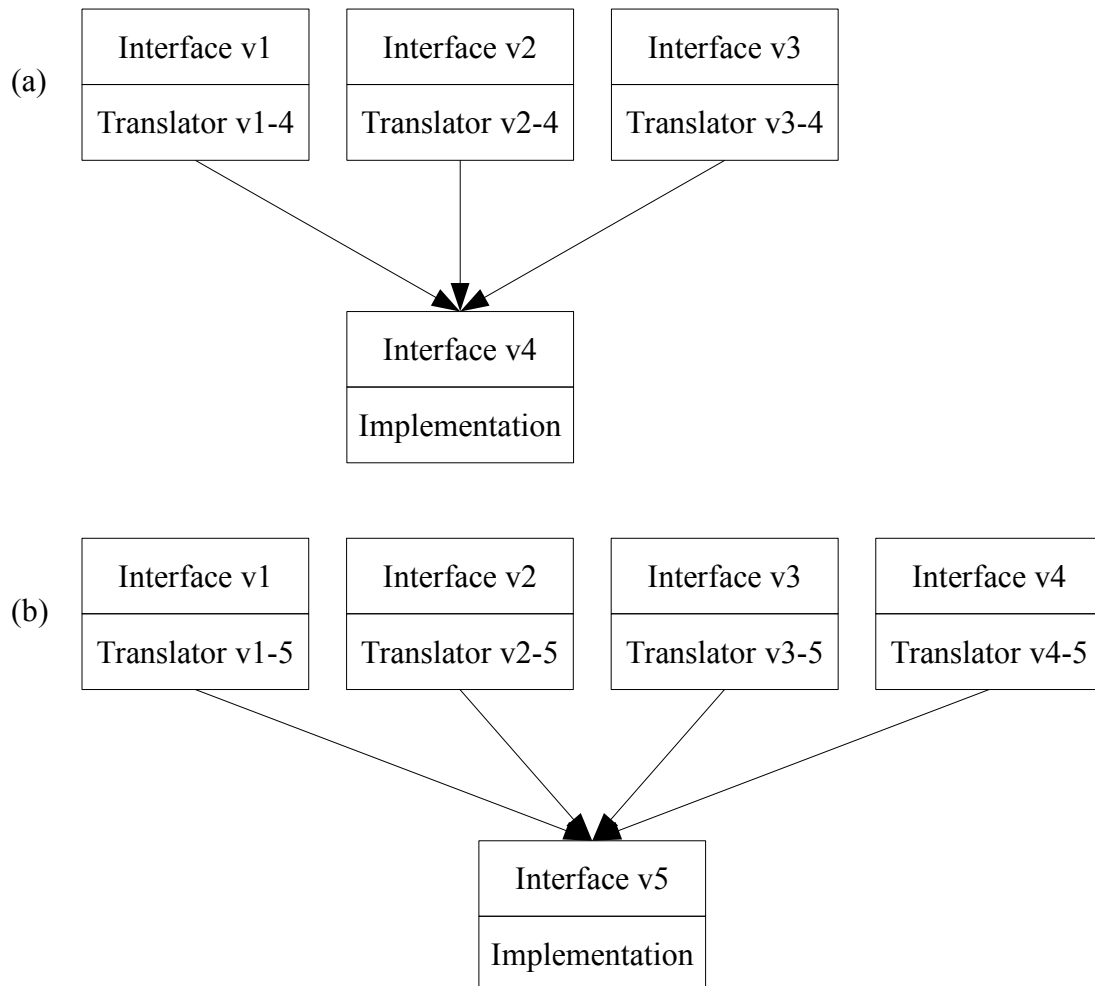 (a)
Interface v1
Translator v1-4
Interface v2
Translator v2-4
Interface v3
Translator v3-4
Interface v4
Implementation
(b)
Interface v1
Translator v1-5
Interface v2
Translator v2-5
Interface v3
Translator v3-5
Interface v4
Translator v4-5
Interface v5
Implementation